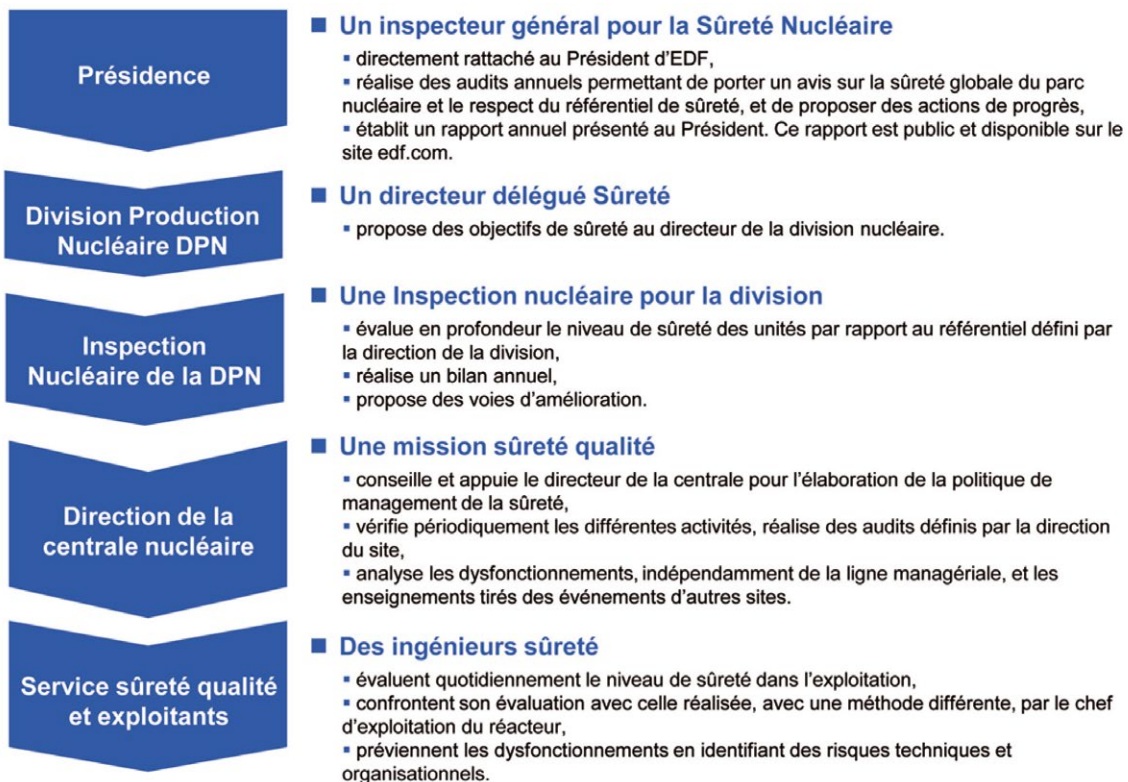 Présidence
■ Un inspecteur général pour la Sûreté Nucléaire
▪ directement rattaché au Président d’EDF,
▪ réalise des audits annuels permettant de porter un avis sur la sûreté globale du parc
nucléaire et le respect du référentiel de sûreté, et de proposer des actions de progrès,
▪ établit un rapport annuel présenté au Président. Ce rapport est public et disponible sur le
site edf.com.
Division Production
Nucléaire DPN
■ Un directeur délégué Sûreté
▪ propose des objectifs de sûreté au directeur de la division nucléaire.
Inspection
Nucléaire de la DPN
■ Une Inspection nucléaire pour la division
▪ évalue en profondeur le niveau de sûreté des unités par rapport au référentiel défini par
la direction de la division,
▪ réalise un bilan annuel,
▪ propose des voies d’amélioration.
Direction de la
centrale nucléaire
■ Une mission sûreté qualité
▪ conseille et appuie le directeur de la centrale pour l’élaboration de la politique de
management de la sûreté,
▪ vérifie périodiquement les différentes activités, réalise des audits définis par la direction
du site,
▪ analyse les dysfonctionnements, indépendamment de la ligne managériale, et les
enseignements tirés des événements d’autres sites.
Service sûreté qualité
et exploitants
■ Des ingénieurs sûreté
▪ évaluent quotidiennement le niveau de sûreté dans l’exploitation,
▪ confrontent son évaluation avec celle réalisée, avec une méthode différente, par le chef
d’exploitation du réacteur,
▪ préviennent les dysfonctionnements en identifiant des risques techniques et
organisationnels.